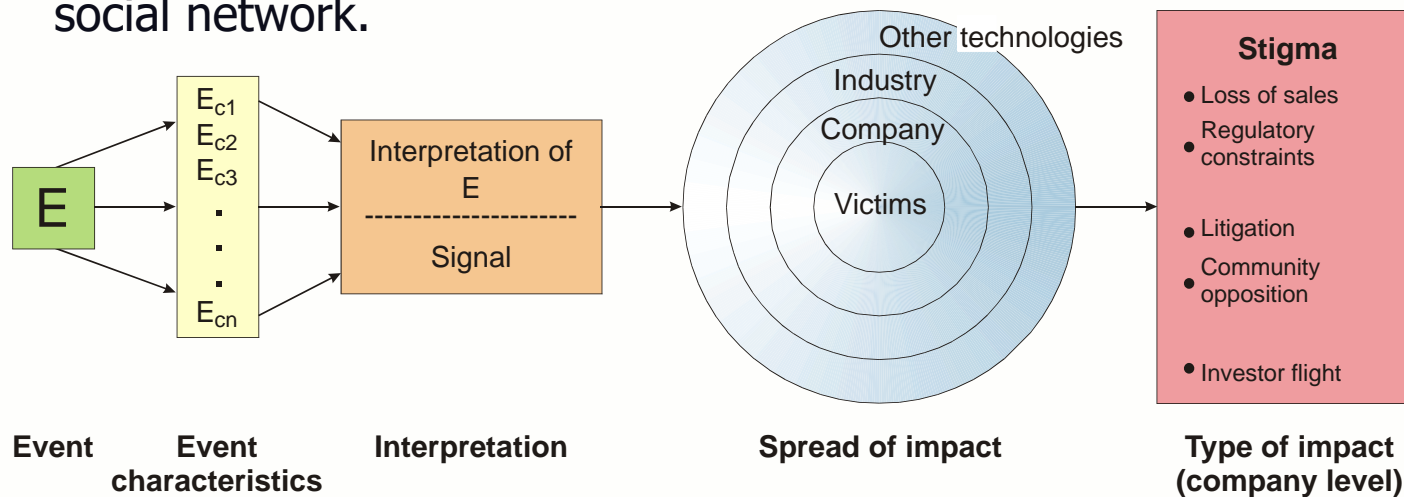 social network.
E
Ec1
Ec2
Ec3
.
.
.
Ecn
Interpretation of
E
-----------------------
Signal
Other technologies
Industry
Company
Victims
Stigma
• Loss of sales
• Regulatory
constraints
• Litigation
• Community
opposition
• Investor flight
Event
Event
characteristics
Interpretation
Spread of impact
Type of impact
(company level)